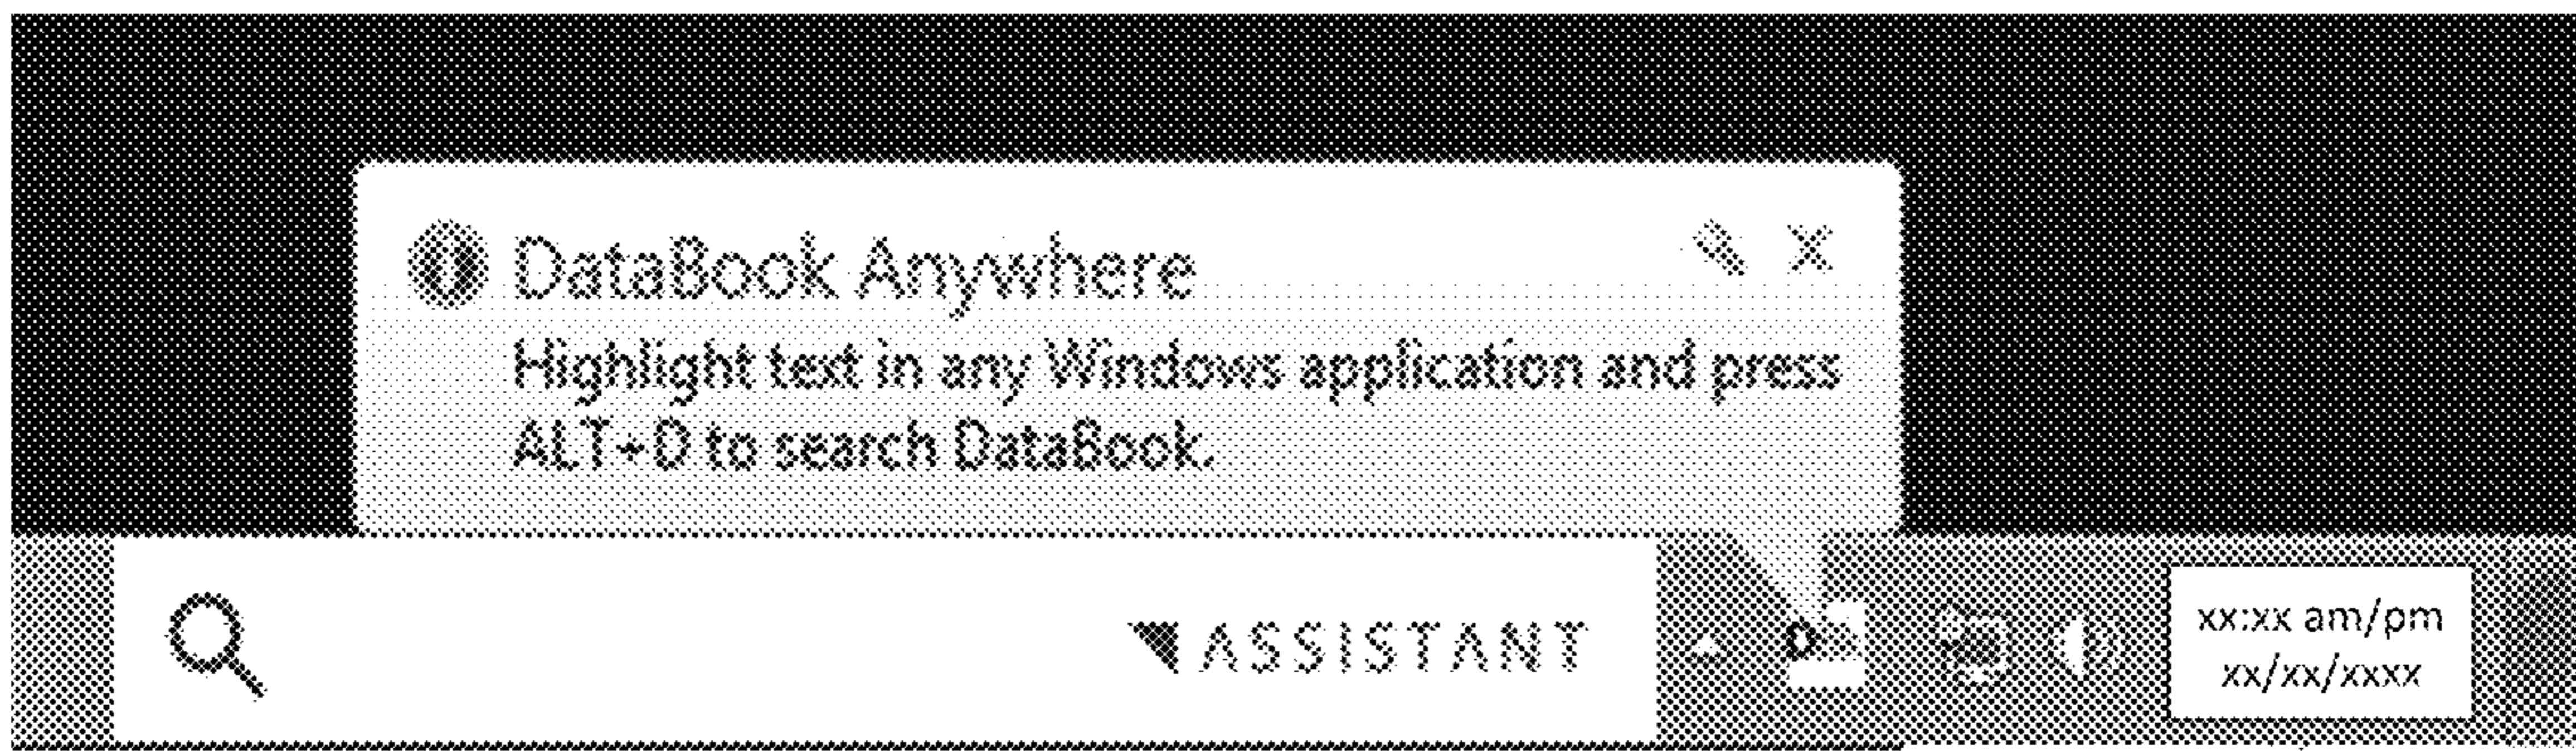 DataBook Anywhere
Highlight text in any Windows application and press
ALT+D to search DataBook.
ASSISTANT
D
xx:xx am/pm
xx/xx/xxxx